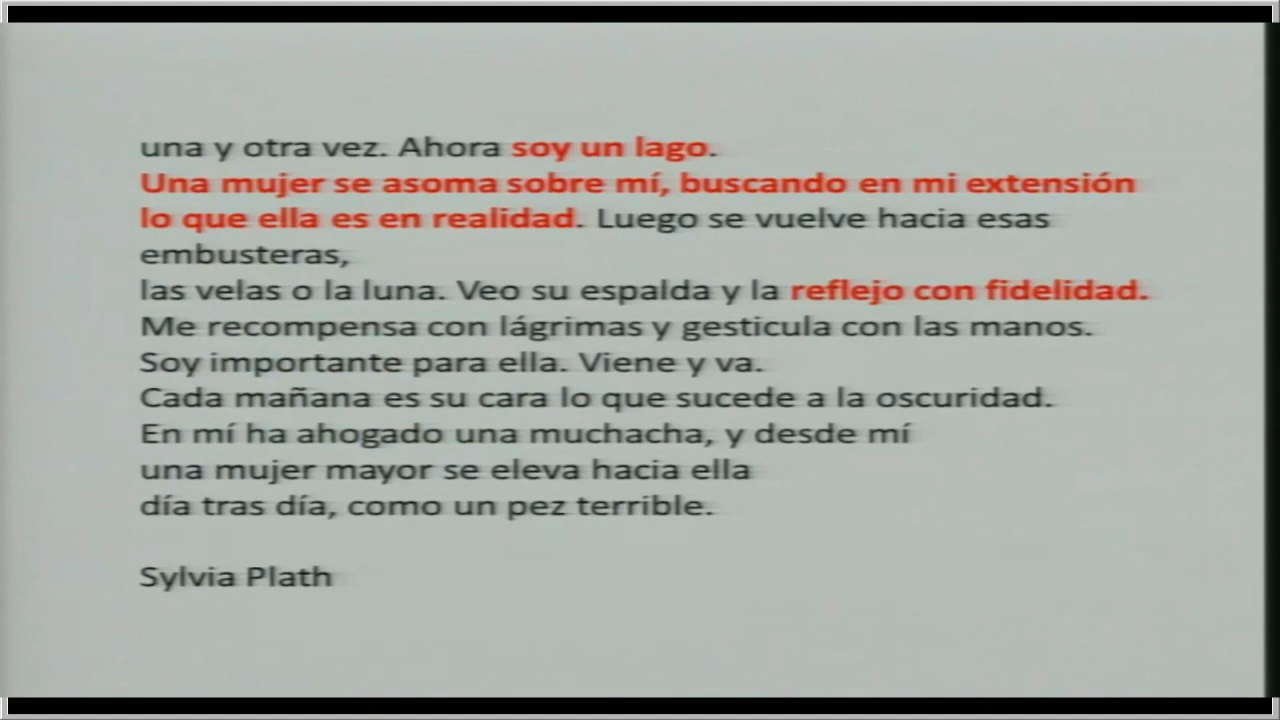 una y otra vez. Ahora soy un lago.
Una mujer se asoma sobre mí, buscando en mi extensión
lo que ella es en realidad. Luego se vuelve hacia esas
embusteras,
las velas o la luna. Veo su espalda y la reflejo con fidelidad.
Me recompensa con lágrimas y gesticula con las manos.
Soy importante para ella. Viene y va.
Cada mañana es su cara lo que sucede a la oscuridad.
En mí ha ahogado una muchacha, y desde mí
una mujer mayor se eleva hacia ella
día tras día, como un pez terrible.
Sylvia Plath